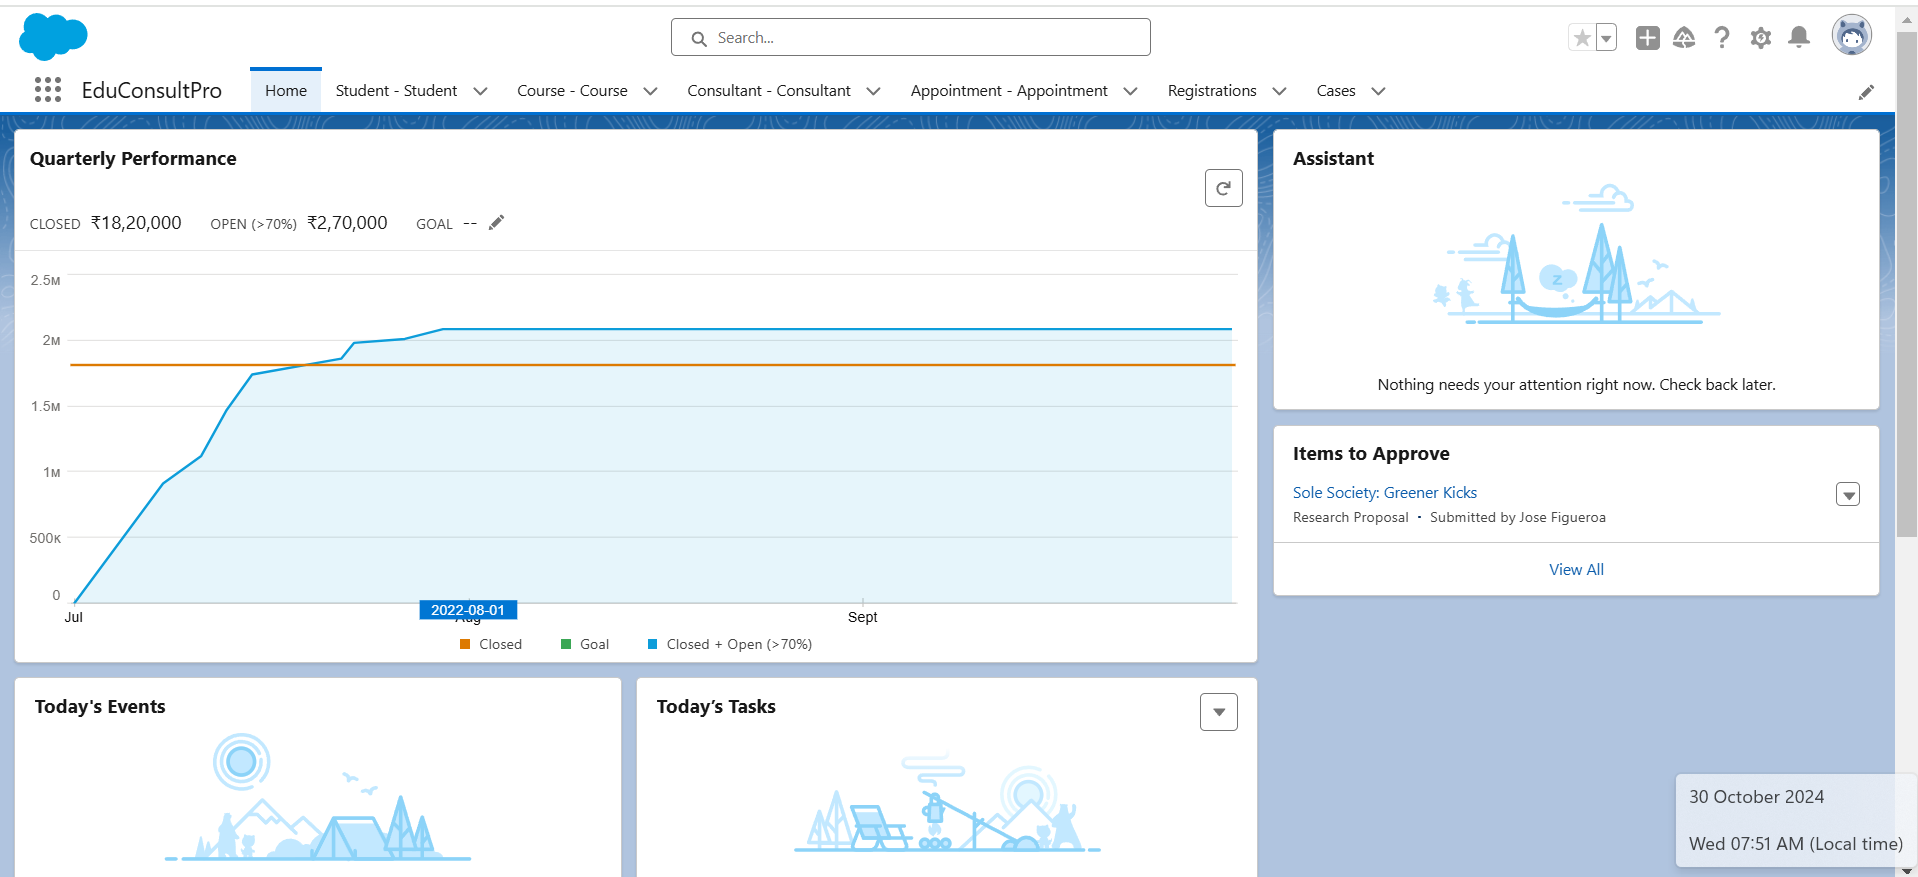 Search...
EduConsultPro
Home
Student - Student
Course - Course
Consultant - Consultant
Appointment - Appointment
Registrations
Cases
Quarterly Performance
CLOSED ₹18,20,000 OPEN (>70%) ₹2,70,000 GOAL --
2.5M
2M
1.5M
1M
500K
0
Jul
2022-08-01
Aug
Sept
Closed
Goal
Closed + Open (>70%)
Assistant
z
Nothing needs your attention right now. Check back later.
Items to Approve
Sole Society: Greener Kicks
Research Proposal • Submitted by Jose Figueroa
View All
Today's Events
Today’s Tasks
30 October 2024
Wed 07:51 AM (Local time)